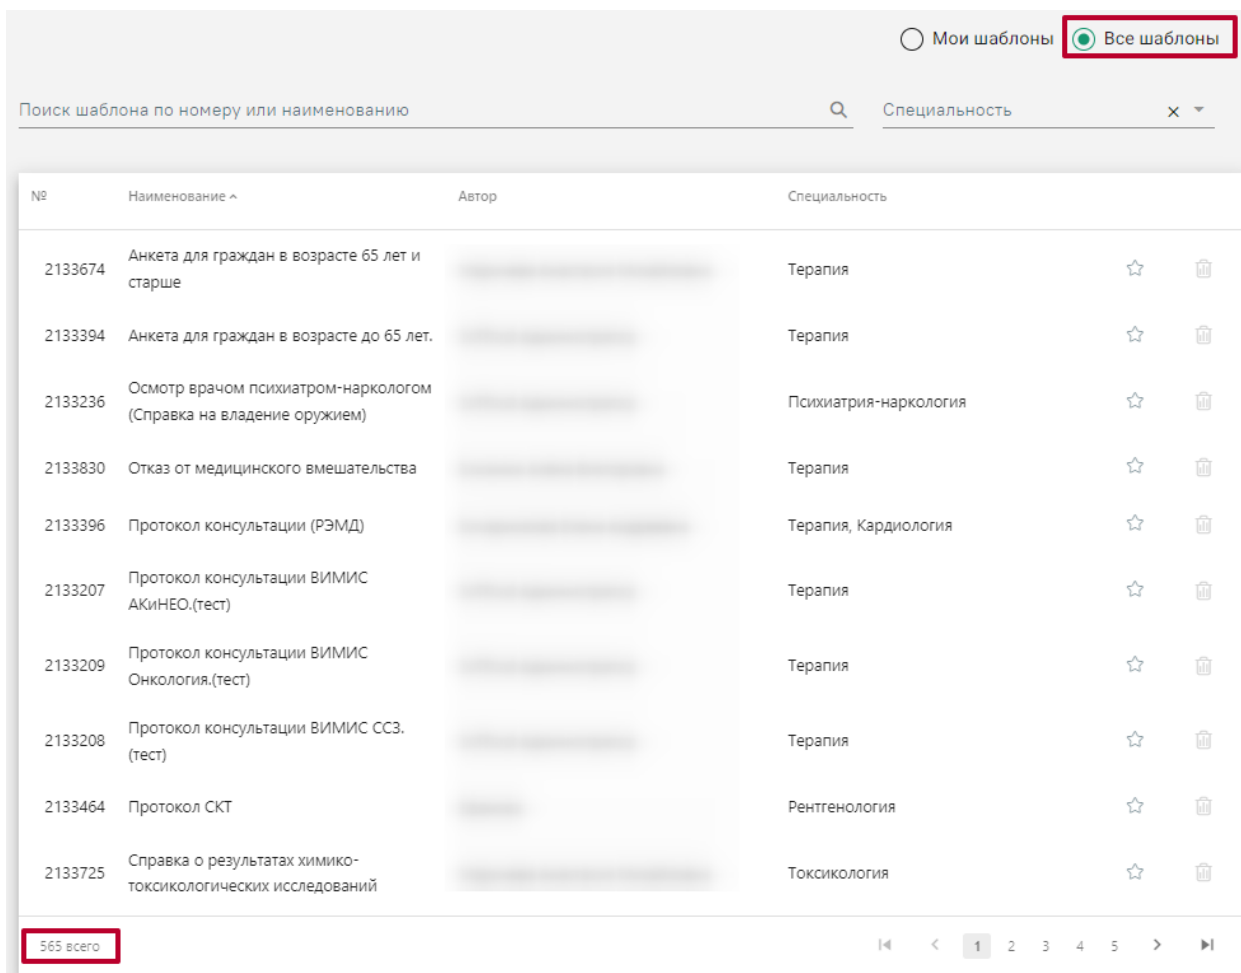 Мои шаблоны Все шаблоны
Поиск шаблона по номеру или наименованию Специальность
№ Наименование Автор Специальность
2133674 Анкета для граждан в возрасте 65 лет и старше Терапия
2133394 Анкета для граждан в возрасте до 65 лет. Терапия
2133236 Осмотр врачом психиатром-наркологом (Справка на владение оружием) Психиатрия-наркология
2133830 Отказ от медицинского вмешательства Терапия
2133396 Протокол консультации (РЭМД) Терапия, Кардиология
2133207 Протокол консультации ВИМИС АКиНЕО.(тест) Терапия
2133209 Протокол консультации ВИМИС Онкология.(тест) Терапия
2133208 Протокол консультации ВИМИС ССЗ.(тест) Терапия
2133464 Протокол СКТ Рентгенология
2133725 Справка о результатах химико-токсикологических исследований Токсикология
565 всего 1 2 3 4 5